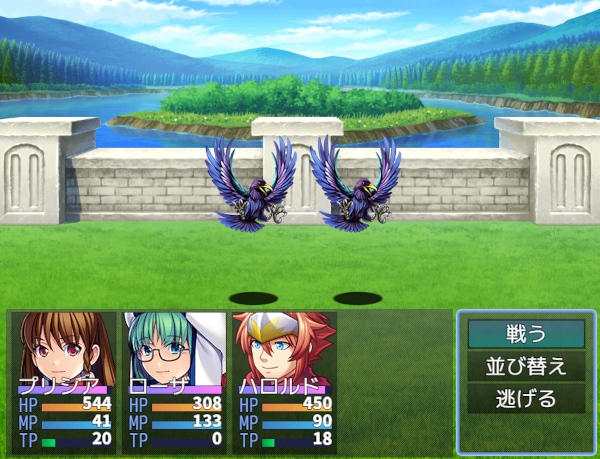 プリシア
HP 544
MP 41
TP 20
ローザ
HP 308
MP 133
TP 0
ハロルド
HP 450
MP 90
TP 18
戦う
並び替え
逃げる